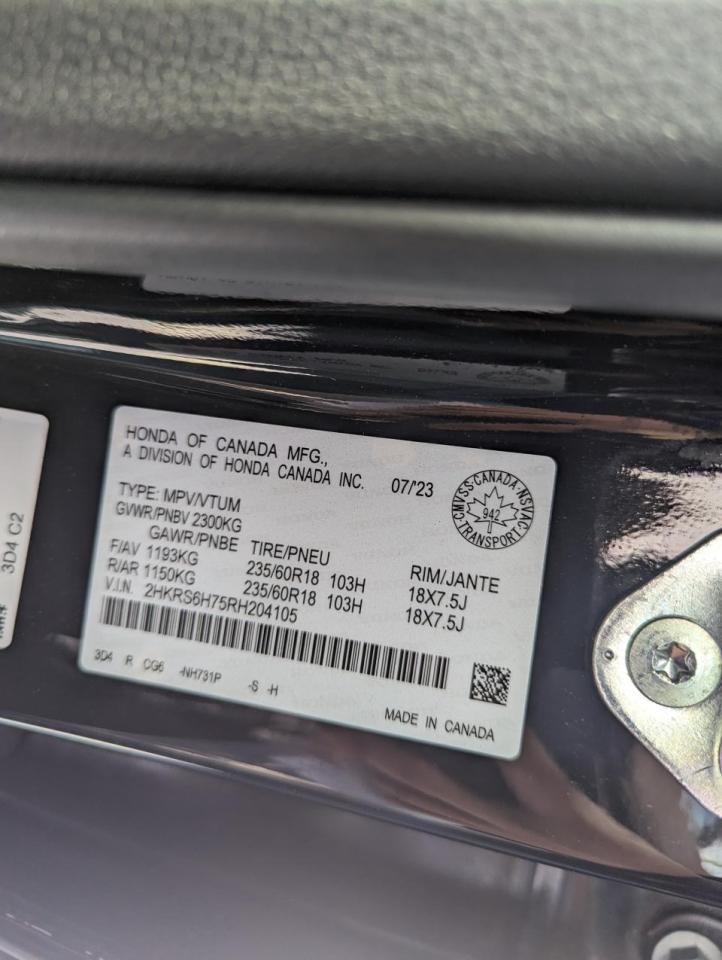 3D4 C2
HONDA OF CANADA MFG.,
A DIVISION OF HONDA CANADA INC. 07/'23
TYPE: MPV/VTUM
GVWR/PNBV 2300KG
GAWR/PNBE TIRE/PNEU RIM/JANTE
F/AV 1193KG 235/60R18 103H 18X7.5J
R/AR 1150KG 235/60R18 103H 18X7.5J
V.I.N. 2HKRS6H75RH204105
CMVSS·CANADA·NSVAC
942
TRANSPORT
3D4 R CG6 -NH731P -S -H
MADE IN CANADA